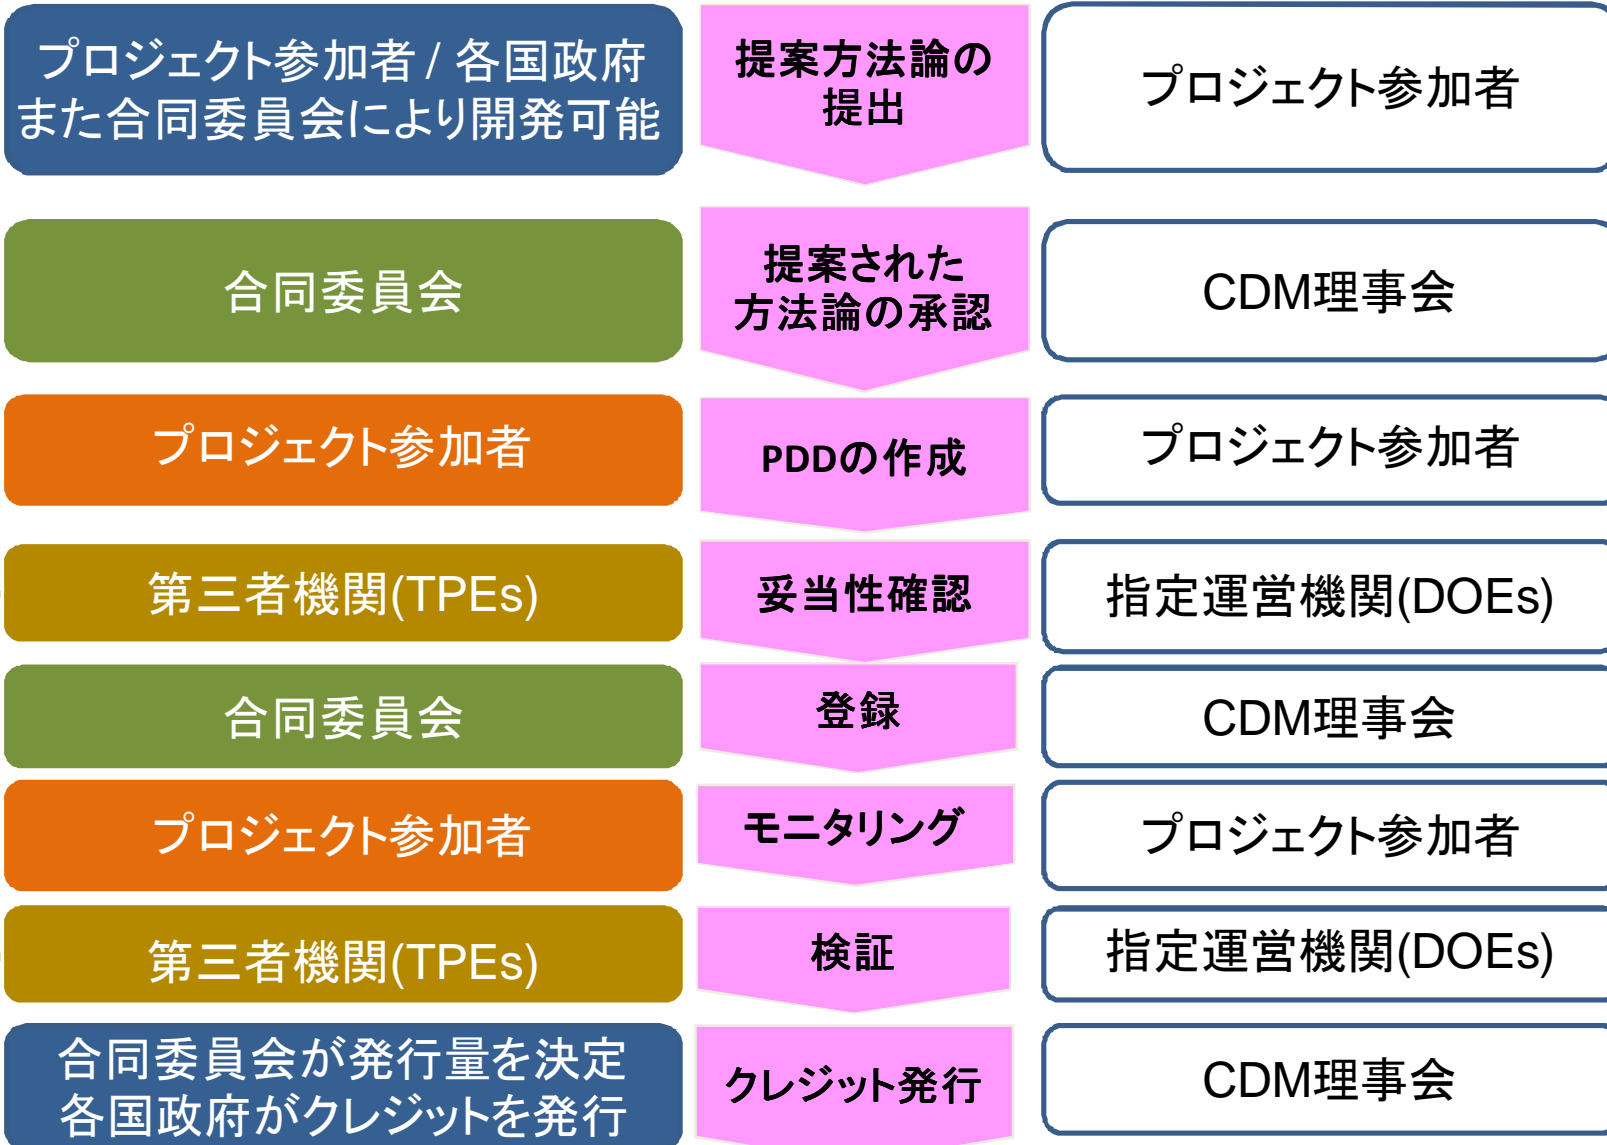 プロジェクト参加者 / 各国政府
また合同委員会により開発可能
提案方法論の
提出
プロジェクト参加者
合同委員会
提案された
方法論の承認
CDM理事会
プロジェクト参加者
PDDの作成
プロジェクト参加者
第三者機関(TPEs)
妥当性確認
指定運営機関(DOEs)
合同委員会
登録
CDM理事会
プロジェクト参加者
モニタリング
プロジェクト参加者
第三者機関(TPEs)
検証
指定運営機関(DOEs)
合同委員会が発行量を決定
各国政府がクレジットを発行
クレジット発行
CDM理事会